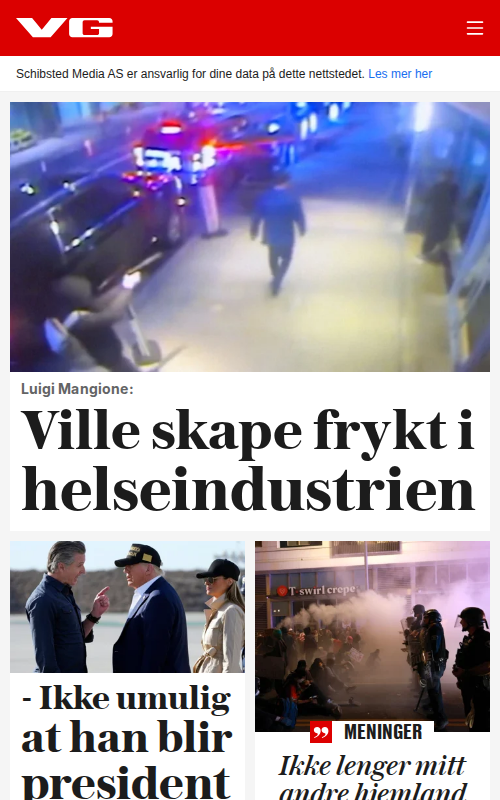 VG
Schibsted Media AS er ansvarlig for dine data på dette nettstedet. Les mer her
Luigi Mangione:
Ville skape frykt i
helseindustrien
- Ikke umulig
at han blir
president
T-swirl crepe
MENINGER
Ikke lenger mitt
andre hjemland